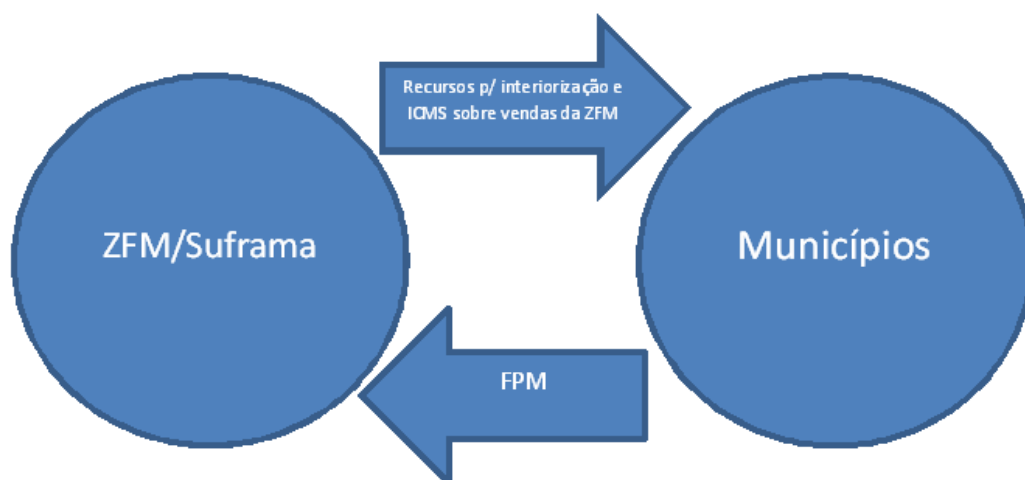 Recursos p/ interiorização e
ICMS sobre vendas da ZFM
ZFM/Suframa
Municípios
FPM